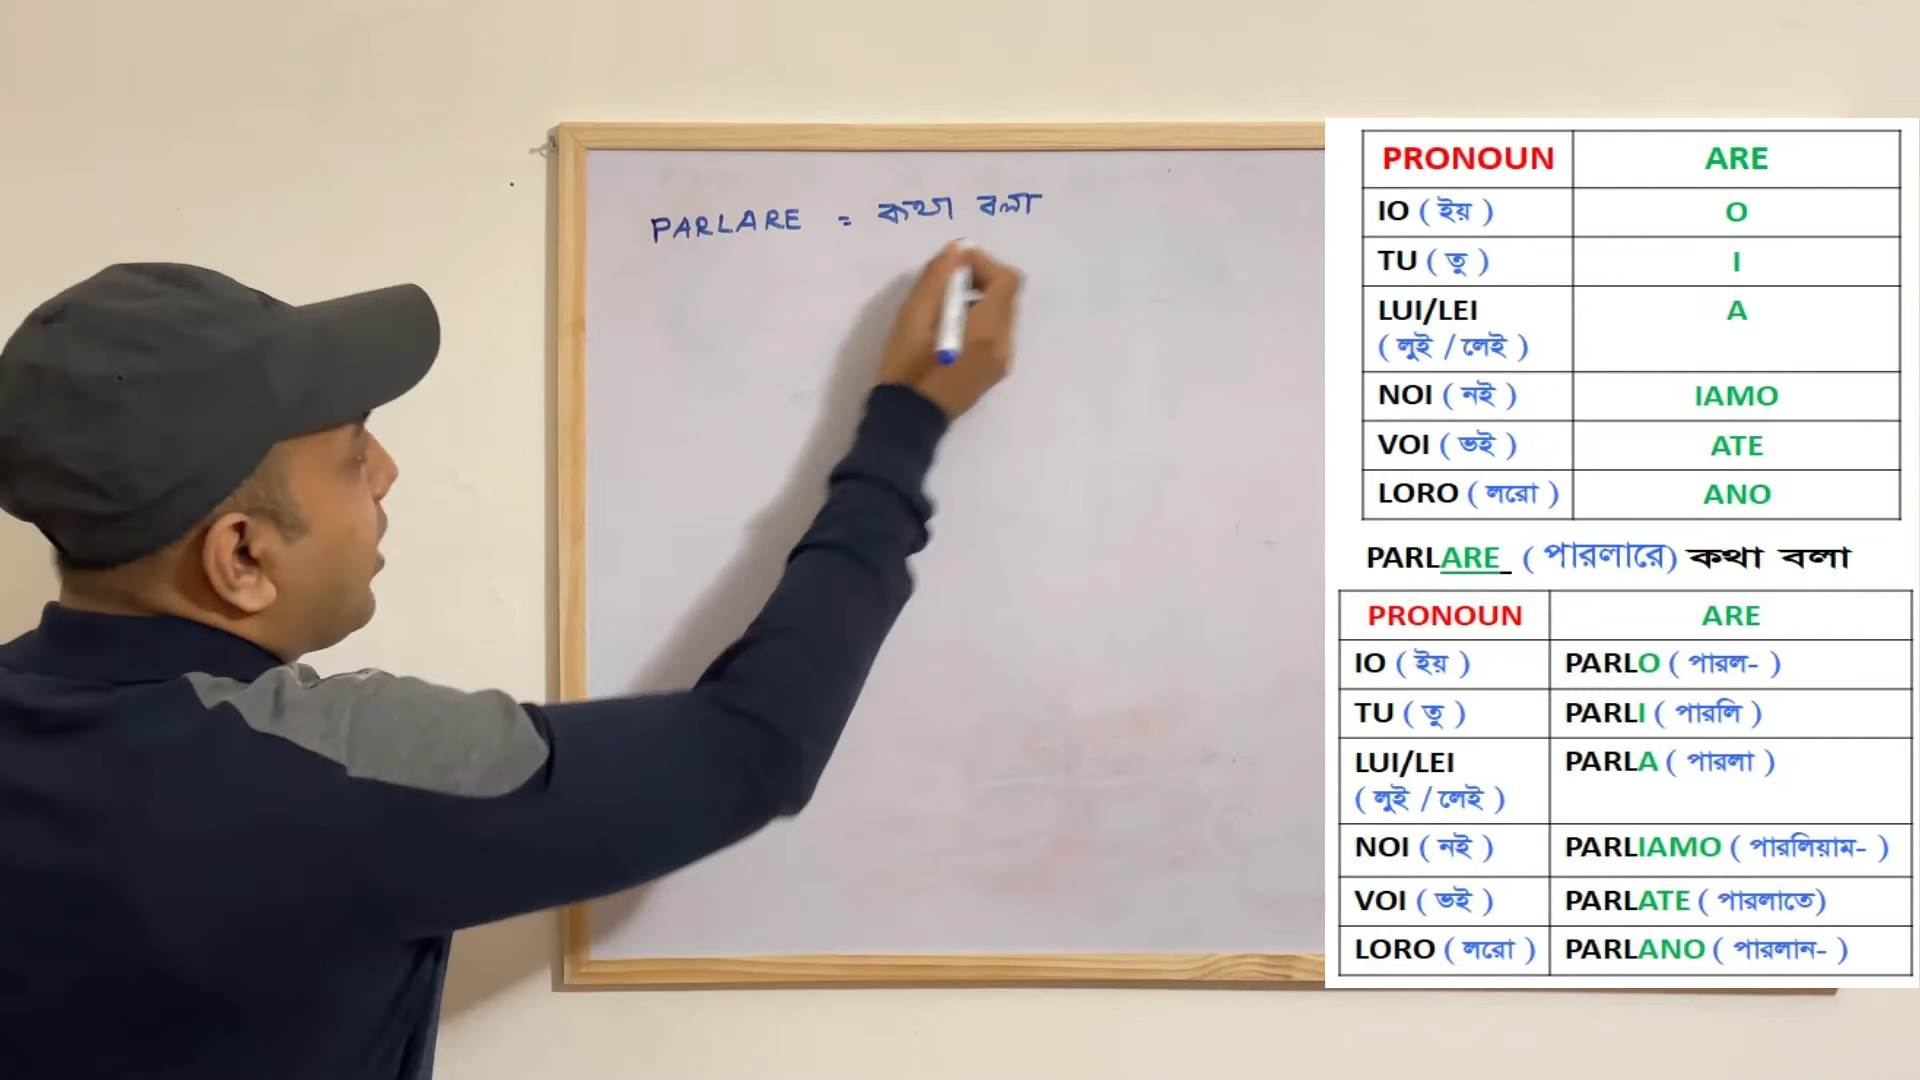 PARLARE = কথা বলা
PRONOUN ARE
IO ( ইয় ) O
TU ( তু ) I
LUI/LEI A
( লুই / লেই )
NOI ( নই ) IAMO
VOI ( ভই ) ATE
LORO ( লরো ) ANO
PARLARE ( পারলারে) কথা বলা
PRONOUN ARE
IO ( ইয় ) PARLO ( পারল- )
TU ( তু ) PARLI ( পারলি )
LUI/LEI PARLA ( পারলা )
( লুই / লেই )
NOI ( নই ) PARLIAMO ( পারলিয়াম- )
VOI ( ভই ) PARLATE ( পারলাতে)
LORO ( লরো ) PARLANO ( পারলান- )